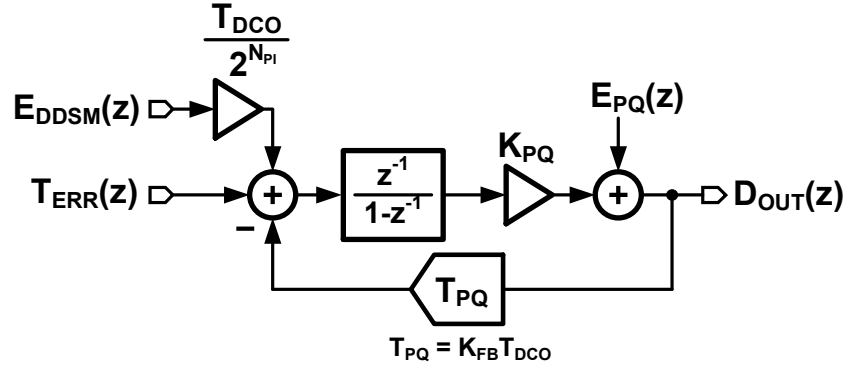 T_DCO
2^N_PI
E_DDSM(z)
E_PQ(z)
K_PQ
T_ERR(z)
+
z^-1
1-z^-1
+
D_OUT(z)
−
T_PQ
T_PQ = K_FB T_DCO